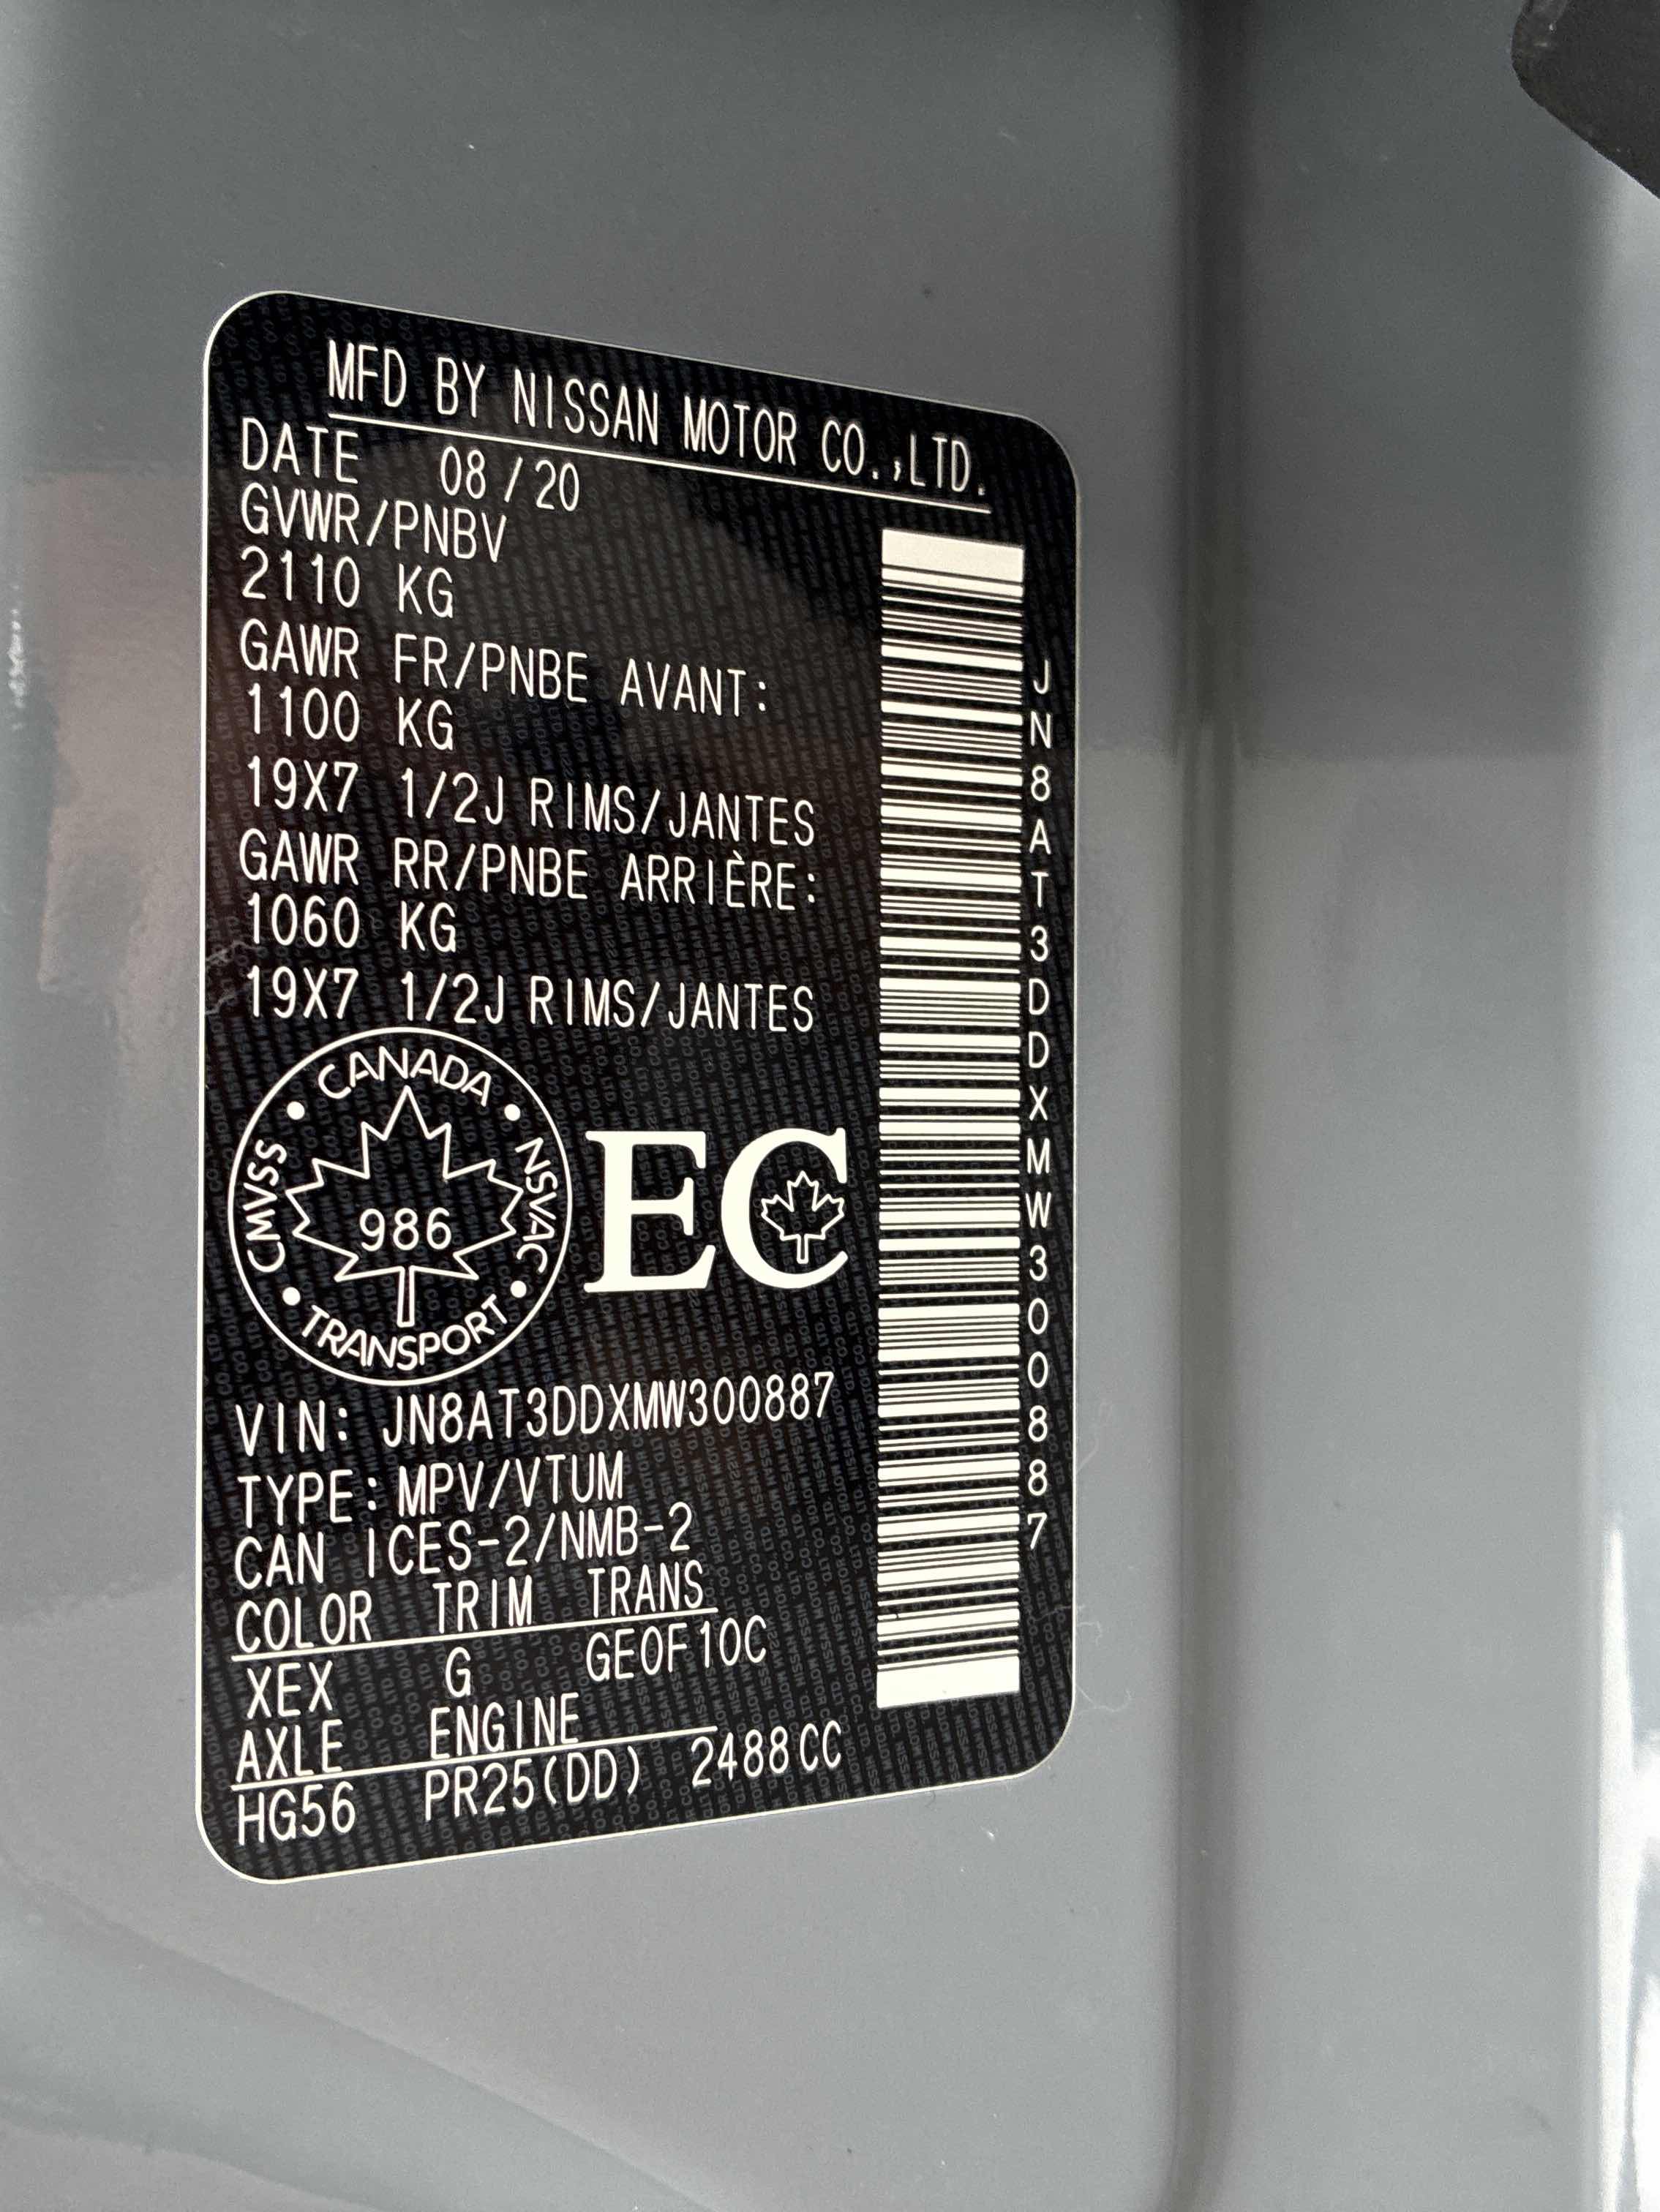 MFD BY NISSAN MOTOR CO.,LTD.
DATE 08/20
GVWR/PNBV
2110 KG
GAWR FR/PNBE AVANT:
1100 KG
19X7 1/2J RIMS/JANTES
GAWR RR/PNBE ARRIÈRE:
1060 KG
19X7 1/2J RIMS/JANTES
CANADA
CMVSS
NSVAC
986
TRANSPORT
EC
VIN: JN8AT3DDXMW300887
TYPE: MPV/VTUM
CAN ICES-2/NMB-2
COLOR TRIM TRANS
XEX G GE0F10C
AXLE ENGINE
HG56 PR25(DD) 2488CC
JN8AT3DDXMW300887